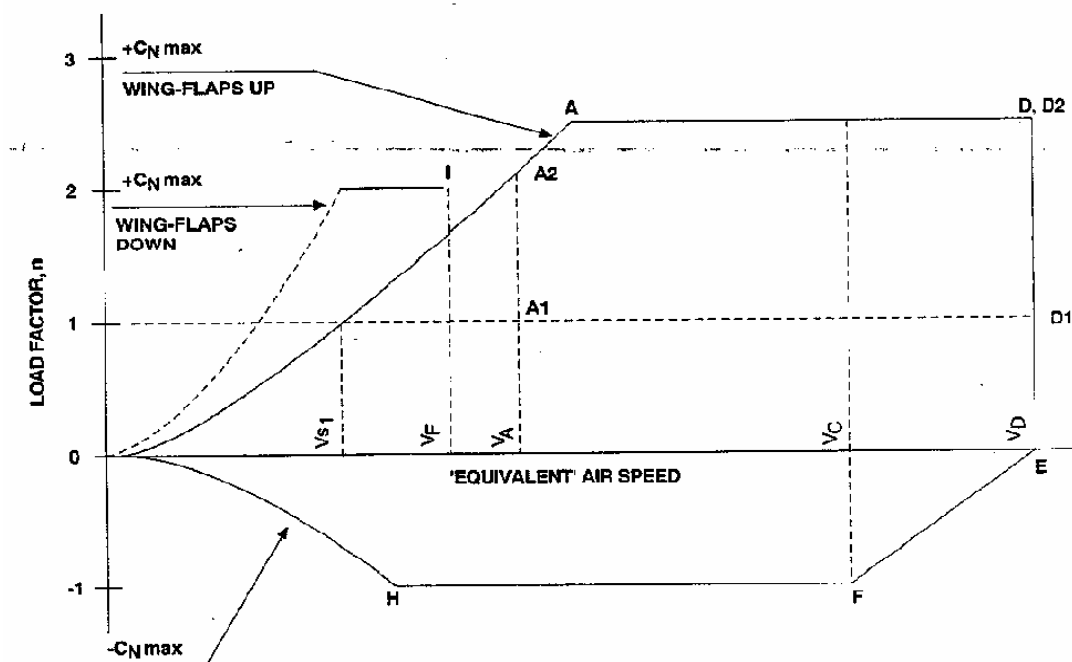 +CN max
3
WING-FLAPS UP
A
D, D2
+CN max
I
A2
2
WING-FLAPS
DOWN
LOAD FACTOR, n
1
A1
D1
Vs1
VF
VA
VC
VD
0
'EQUIVALENT' AIR SPEED
E
-1
H
F
-CN max